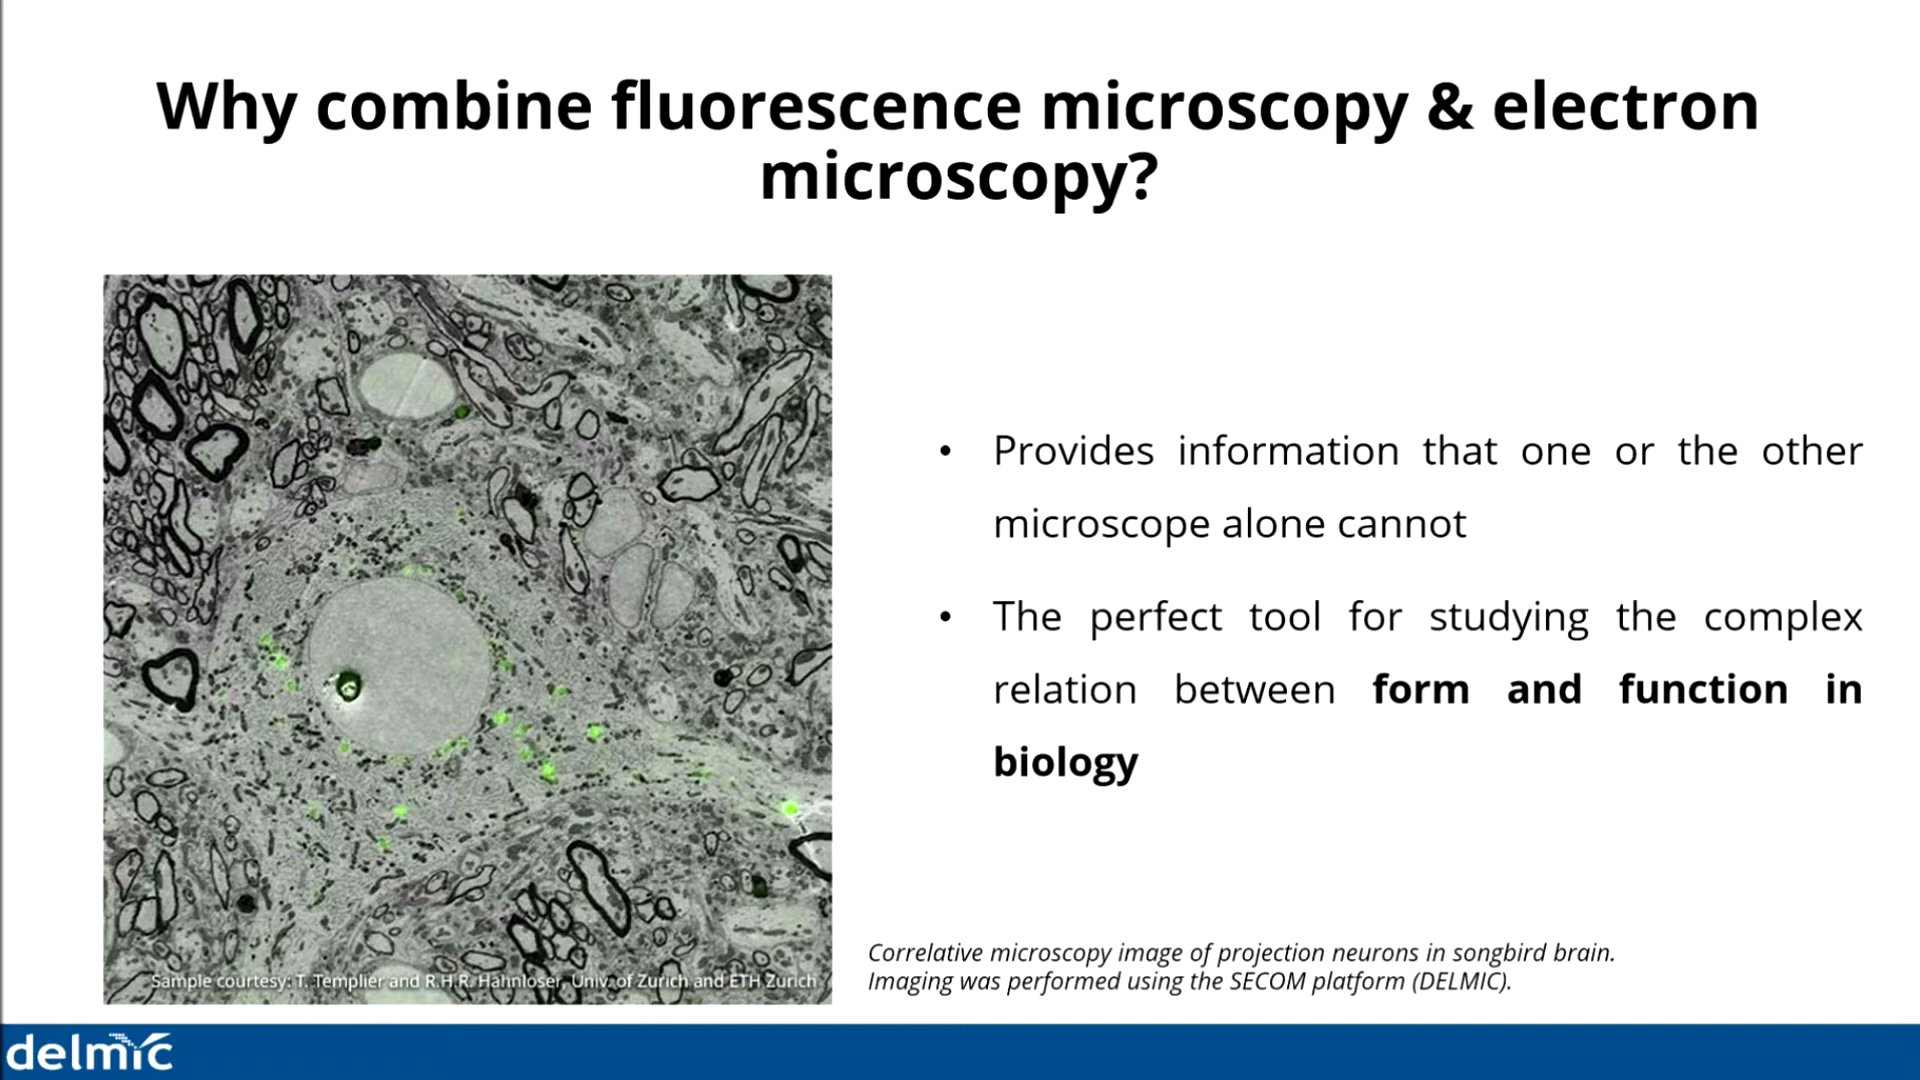 Why combine fluorescence microscopy & electron
microscopy?
• Provides information that one or the other
microscope alone cannot
• The perfect tool for studying the complex
relation between form and function in
biology
Sample courtesy: T. Templier and R.H.R. Hahnloser, Univ. of Zurich and ETH Zurich
Correlative microscopy image of projection neurons in songbird brain.
Imaging was performed using the SECOM platform (DELMIC).
delmic